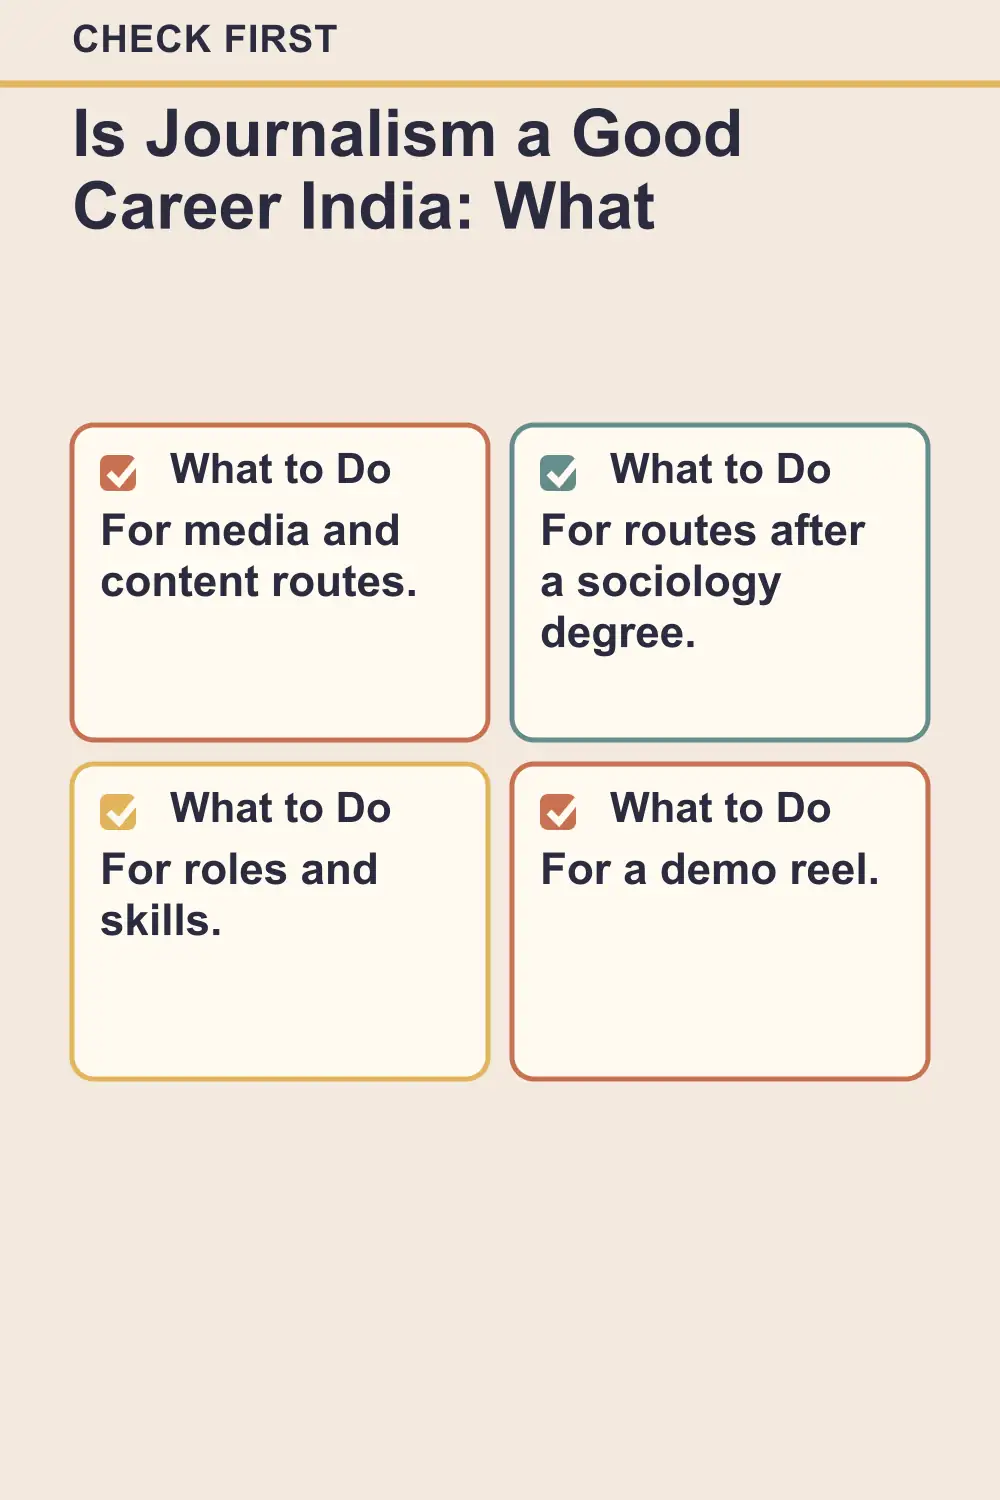 CHECK FIRST
Is Journalism a Good
Career India: What
What to Do
For media and
content routes.
What to Do
For routes after
a sociology
degree.
What to Do
For roles and
skills.
What to Do
For a demo reel.